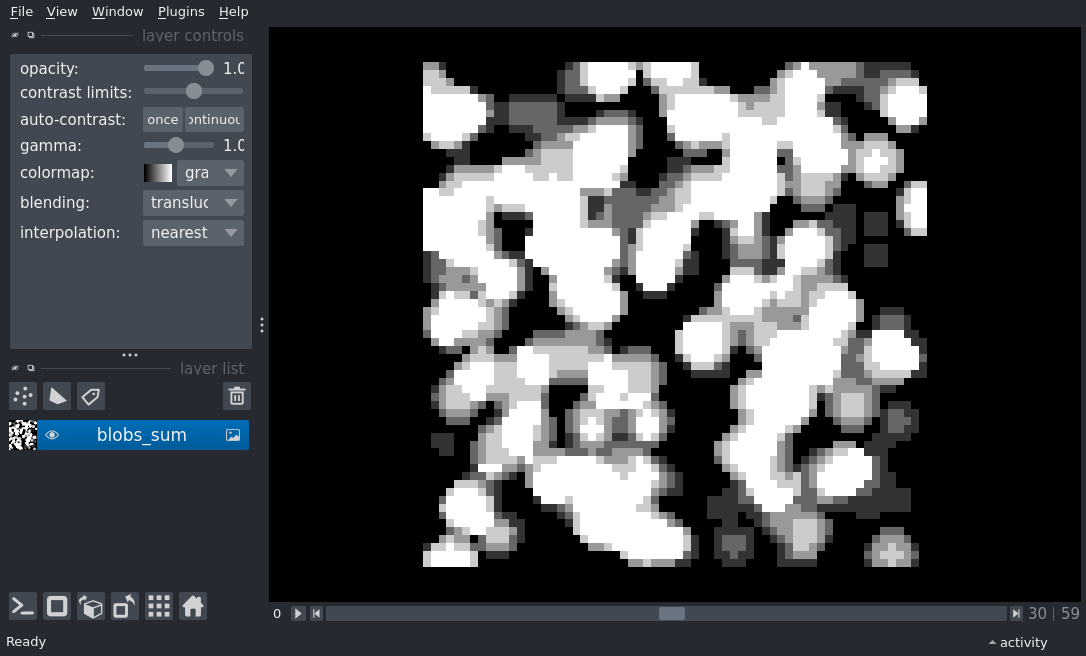 File View Window Plugins Help
layer controls
opacity: 1.0
contrast limits:
auto-contrast: once ontinuou
gamma: 1.0
colormap: gra
blending: transluc
interpolation: nearest
layer list
blobs_sum
0 30 | 59
Ready activity